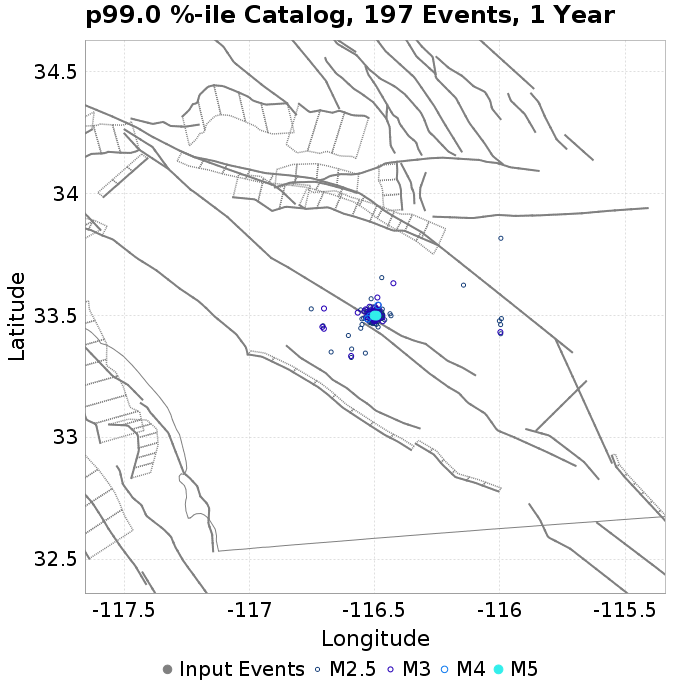 p99.0 %-ile Catalog, 197 Events, 1 Year
34.5
34
33.5
33
32.5
Latitude
-117.5
-117
-116.5
-116
-115.5
Longitude
Input Events
M2.5
M3
M4
M5